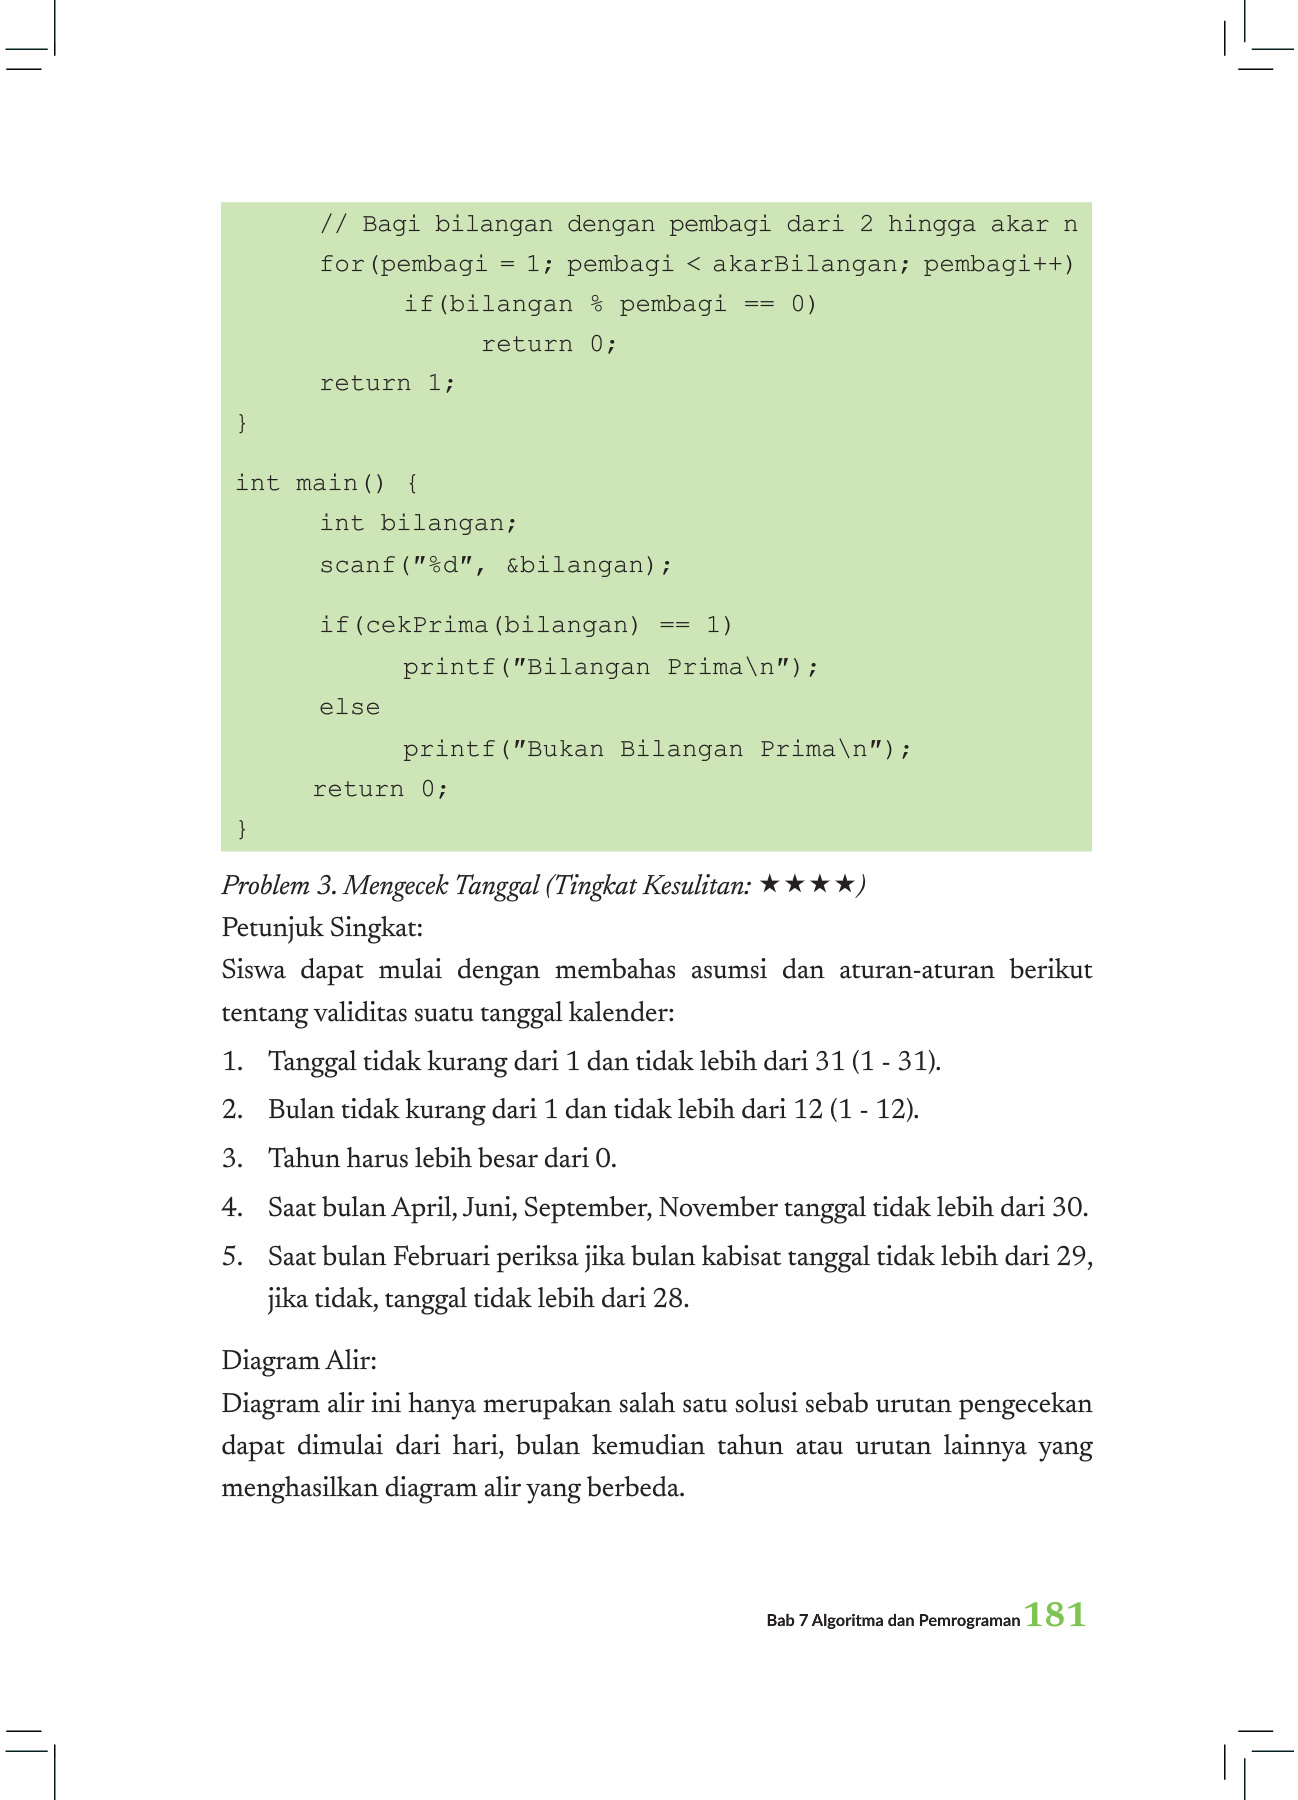 // Bagi bilangan dengan pembagi dari 2 hingga akar n
for(pembagi = 1; pembagi < akarBilangan; pembagi++)
if(bilangan % pembagi == 0)
return 0;
return 1;
}
int main() {
int bilangan;
scanf("%d", &bilangan);
if(cekPrima(bilangan) == 1)
printf("Bilangan Prima\n");
else
printf("Bukan Bilangan Prima\n");
return 0;
}
Problem 3. Mengecek Tanggal (Tingkat Kesulitan: ★★★★)
Petunjuk Singkat:
Siswa dapat mulai dengan membahas asumsi dan aturan-aturan berikut
tentang validitas suatu tanggal kalender:
1. Tanggal tidak kurang dari 1 dan tidak lebih dari 31 (1 - 31).
2. Bulan tidak kurang dari 1 dan tidak lebih dari 12 (1 - 12).
3. Tahun harus lebih besar dari 0.
4. Saat bulan April, Juni, September, November tanggal tidak lebih dari 30.
5. Saat bulan Februari periksa jika bulan kabisat tanggal tidak lebih dari 29,
jika tidak, tanggal tidak lebih dari 28.
Diagram Alir:
Diagram alir ini hanya merupakan salah satu solusi sebab urutan pengecekan
dapat dimulai dari hari, bulan kemudian tahun atau urutan lainnya yang
menghasilkan diagram alir yang berbeda.
Bab 7 Algoritma dan Pemrograman 181